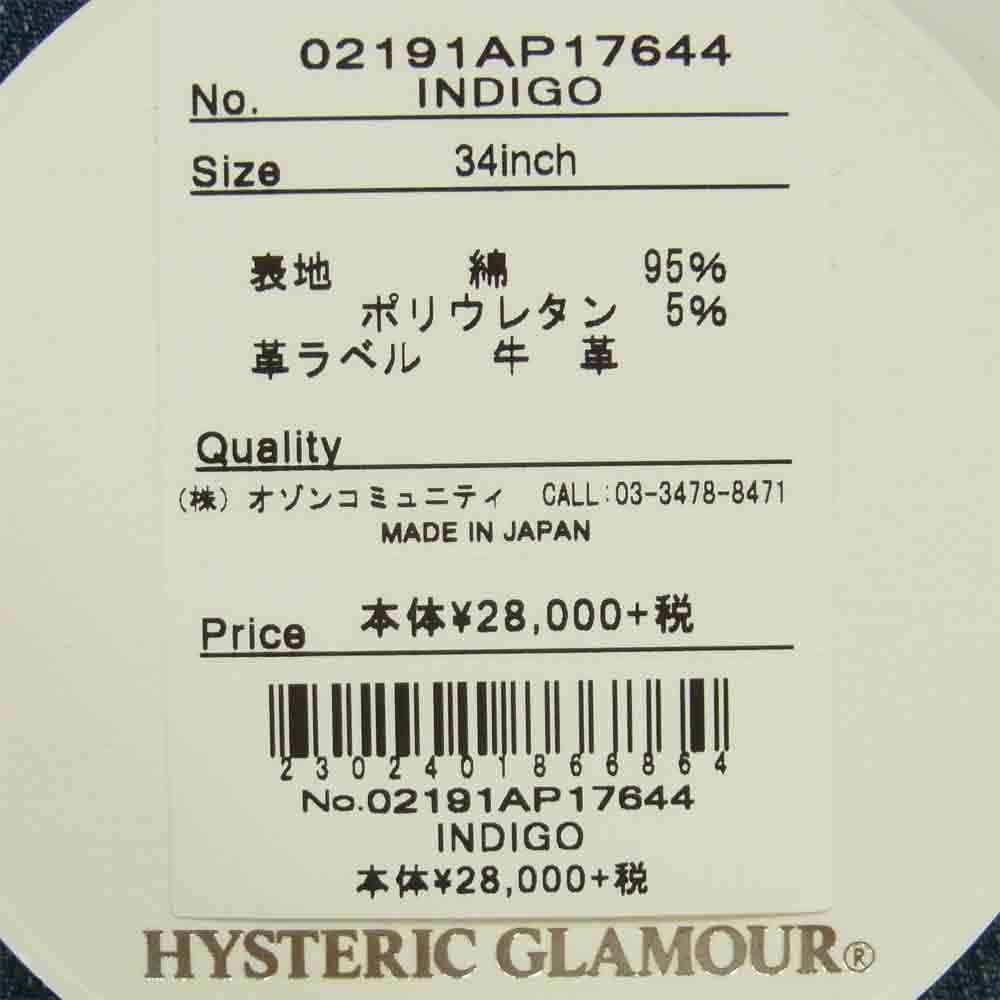 02191AP17644
No. INDIGO
Size 34inch
表地 綿 95%
ポリウレタン 5%
革ラベル 牛革
Quality
(株)オゾンコミュニティ CALL:03-3478-8471
MADE IN JAPAN
Price 本体¥28,000+税
2302401866864
No.02191AP17644
INDIGO
本体¥28,000+税
HYSTERIC GLAMOUR®